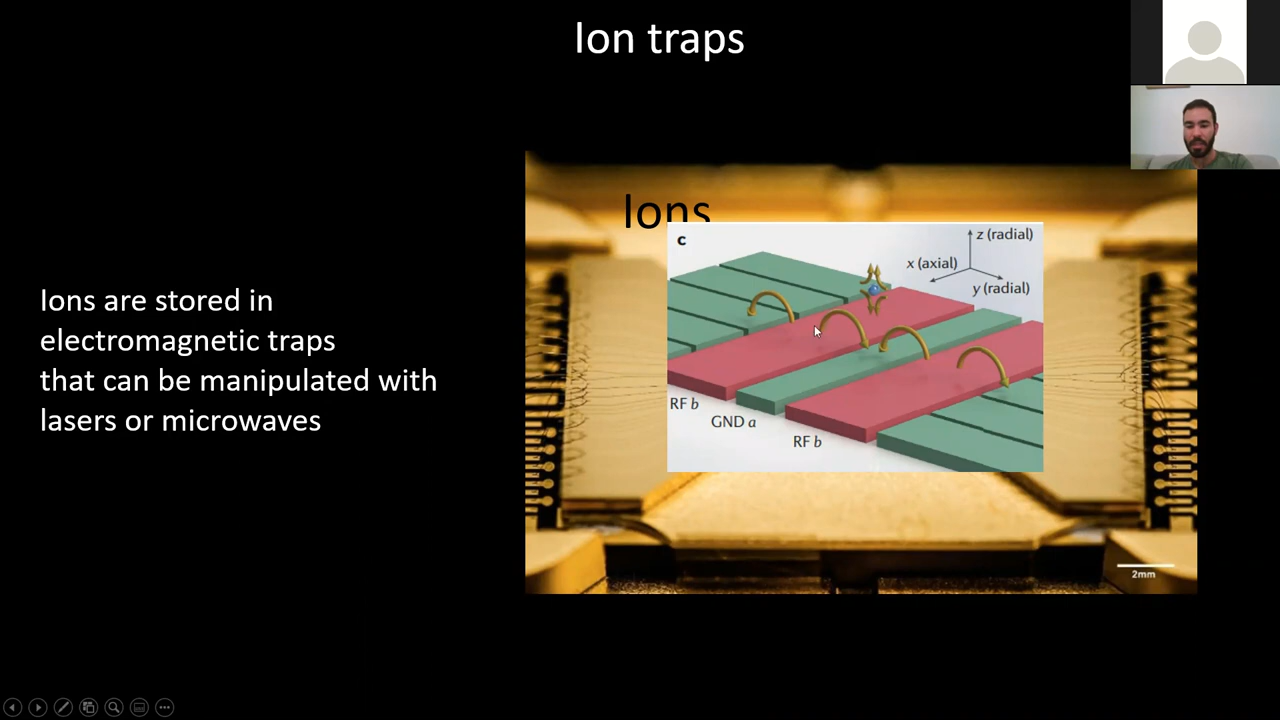 Ion traps
Ions
c
z (radial)
x (axial)
y (radial)
Ions are stored in
electromagnetic traps
that can be manipulated with
lasers or microwaves
RF b
GND a
RF b
2mm